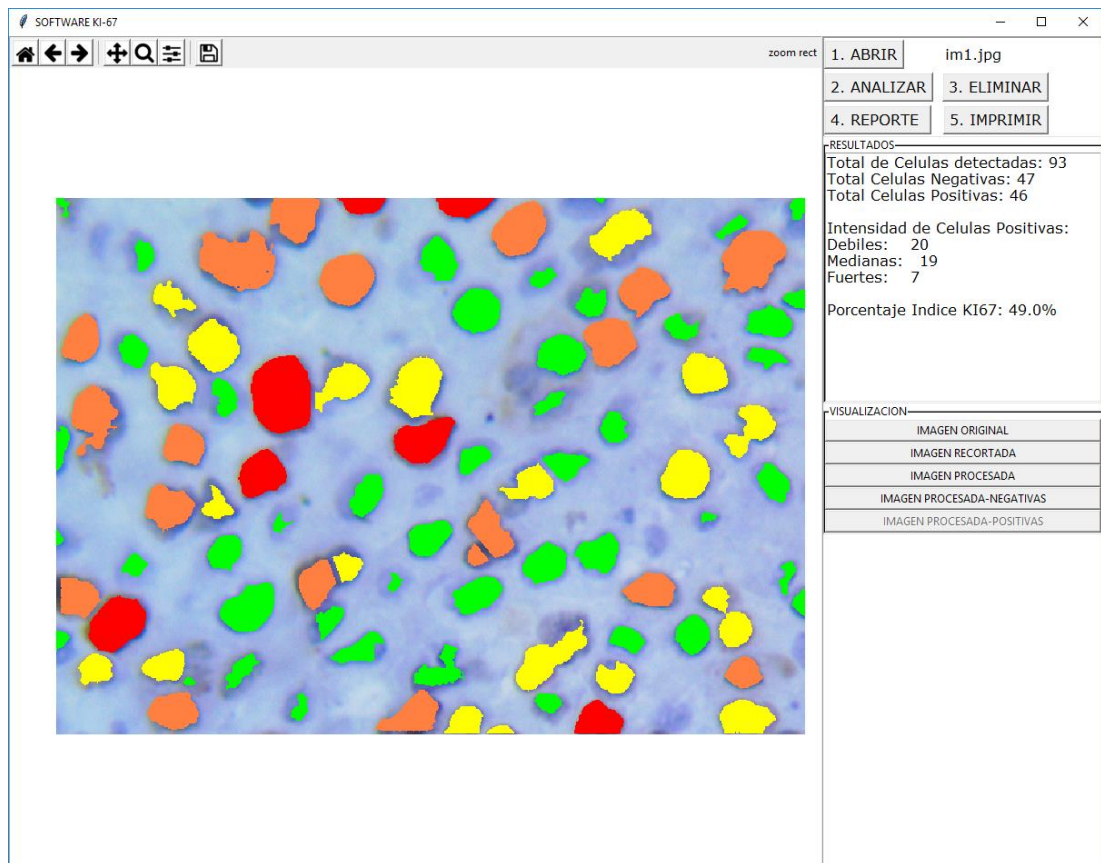 SOFTWARE KI-67
zoom rect
1. ABRIR im1.jpg
2. ANALIZAR 3. ELIMINAR
4. REPORTE 5. IMPRIMIR
RESULTADOS
Total de Celulas detectadas: 93
Total Celulas Negativas: 47
Total Celulas Positivas: 46
Intensidad de Celulas Positivas:
Debiles: 20
Medianas: 19
Fuertes: 7
Porcentaje Indice KI67: 49.0%
VISUALIZACION
IMAGEN ORIGINAL
IMAGEN RECORTADA
IMAGEN PROCESADA
IMAGEN PROCESADA-NEGATIVAS
IMAGEN PROCESADA-POSITIVAS